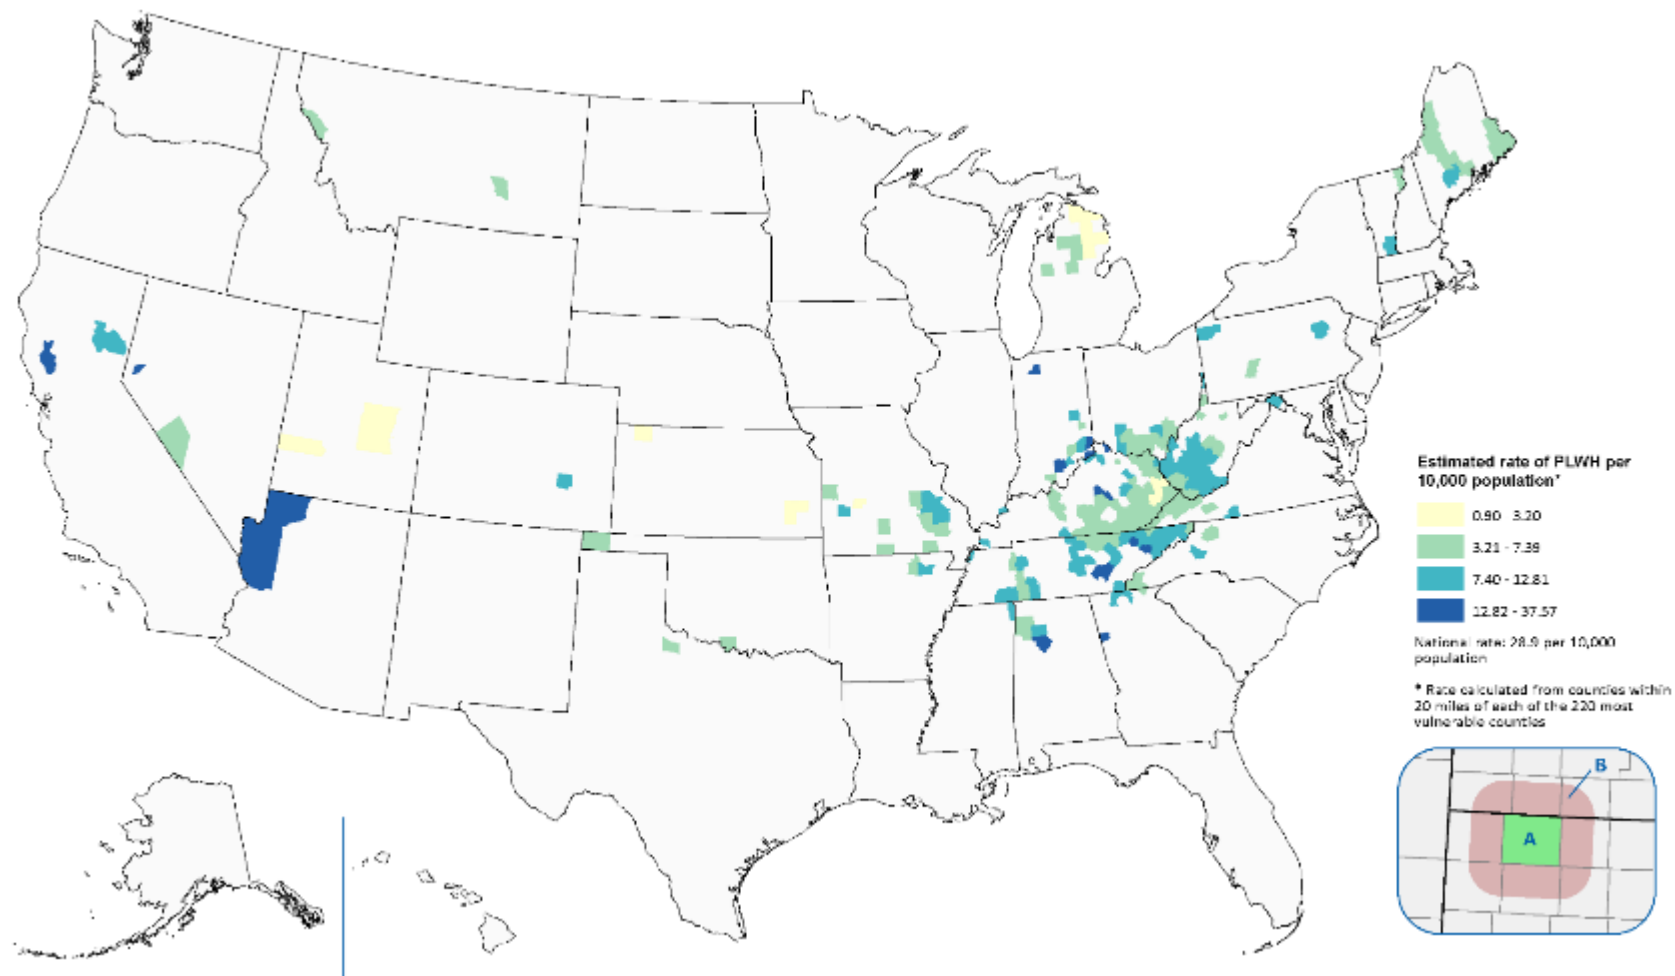 Estimated rate of PLWH per
10,000 population*
0.90 - 3.20
3.21 - 7.39
7.40 - 12.81
12.82 - 37.57
National rate: 28.9 per 10,000
population
* Rate calculated from counties within
20 miles of each of the 220 most
vulnerable counties
B
A